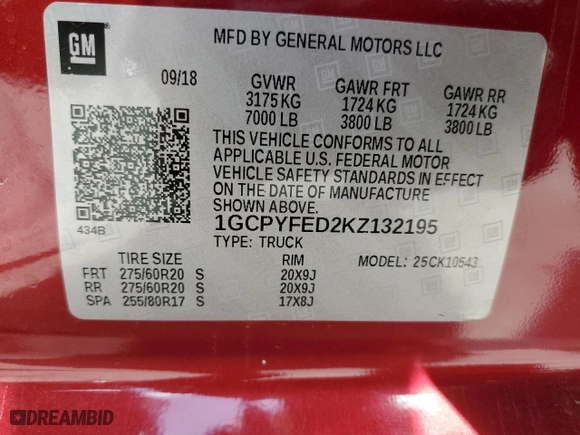 GM
MFD BY GENERAL MOTORS LLC
09/18 GVWR GAWR FRT GAWR RR
3175 KG 1724 KG 1724 KG
7000 LB 3800 LB 3800 LB
THIS VEHICLE CONFORMS TO ALL
APPLICABLE U.S. FEDERAL MOTOR
VEHICLE SAFETY STANDARDS IN EFFECT
ON THE DATE OF MANUFACTURE
SHOWN ABOVE.
434B 1GCPYFED2KZ132195
TYPE: TRUCK
TIRE SIZE RIM MODEL: 25CK10543
FRT 275/60R20 S 20X9J
RR 275/60R20 S 20X9J
SPA 255/80R17 S 17X8J
DREAMBID